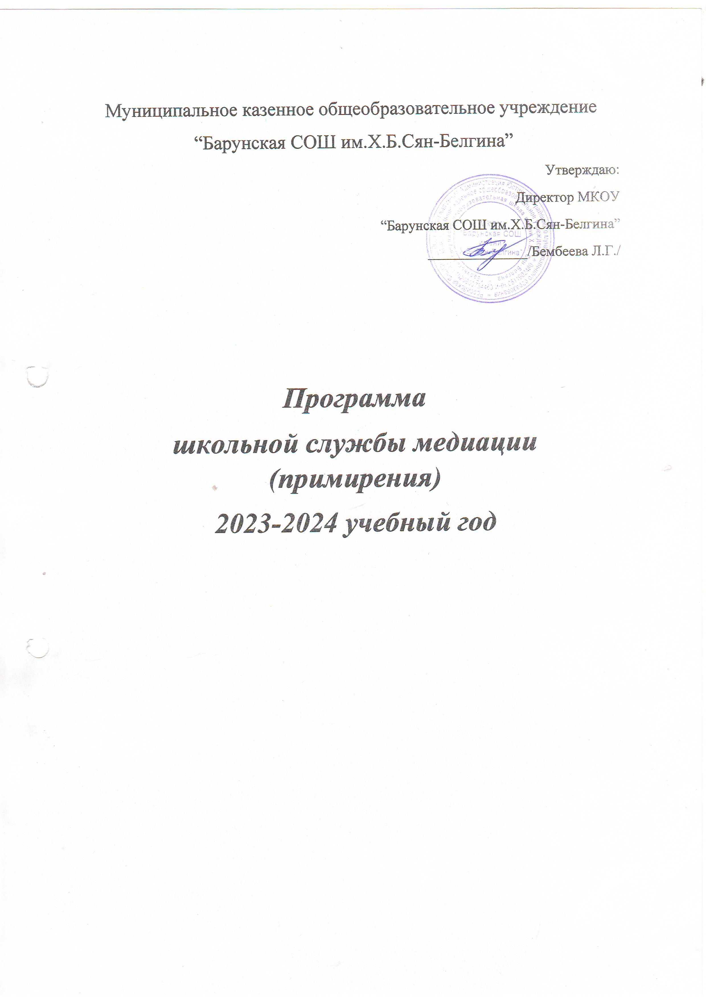 Муниципальное казенное общеобразовательное учреждение
“Барунская СОШ им.Х.Б.Сян-Белгина”
Утверждаю:
Директор МКОУ
“Барунская СОШ им.Х.Б.Сян-Белгина”
/Бембеева Л.Г./
Программа
школьной службы медиации
(примирения)
2023-2024 учебный год